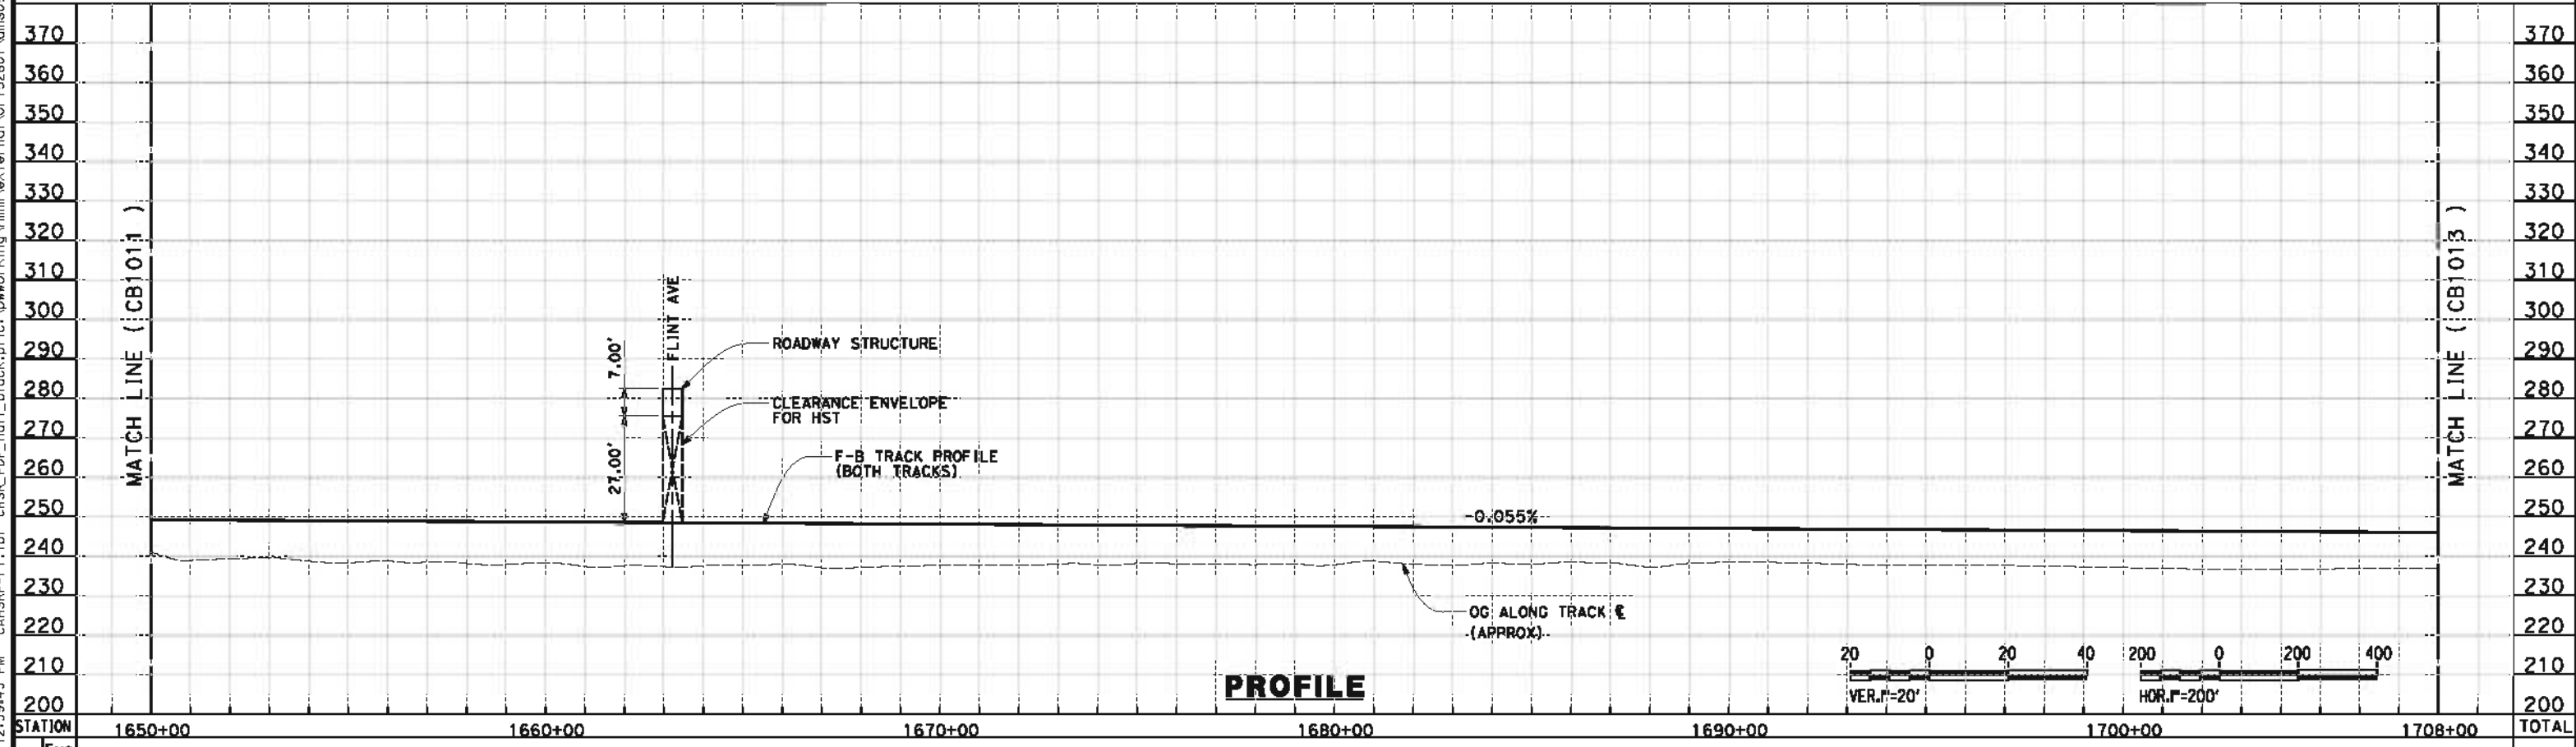 370 370
360 360
350 350
340 340
330 330
320 320
310 310
300 300
290 290
280 280
270 270
260 260
250 250
240 240
230 230
220 220
210 210
200 200
MATCH LINE ( CB1011 )
MATCH LINE ( CB1013 )
FLINT AVE
7.00'
27.00'
ROADWAY STRUCTURE
CLEARANCE ENVELOPE
FOR HST
F-B TRACK PROFILE
(BOTH TRACKS)
-0.055%
OG ALONG TRACK ℄
(APPROX)
PROFILE
20 0 20 40
VER.1"=20'
200 0 200 400
HOR.1"=200'
STATION 1650+00 1660+00 1670+00 1680+00 1690+00 1700+00 1708+00 TOTAL